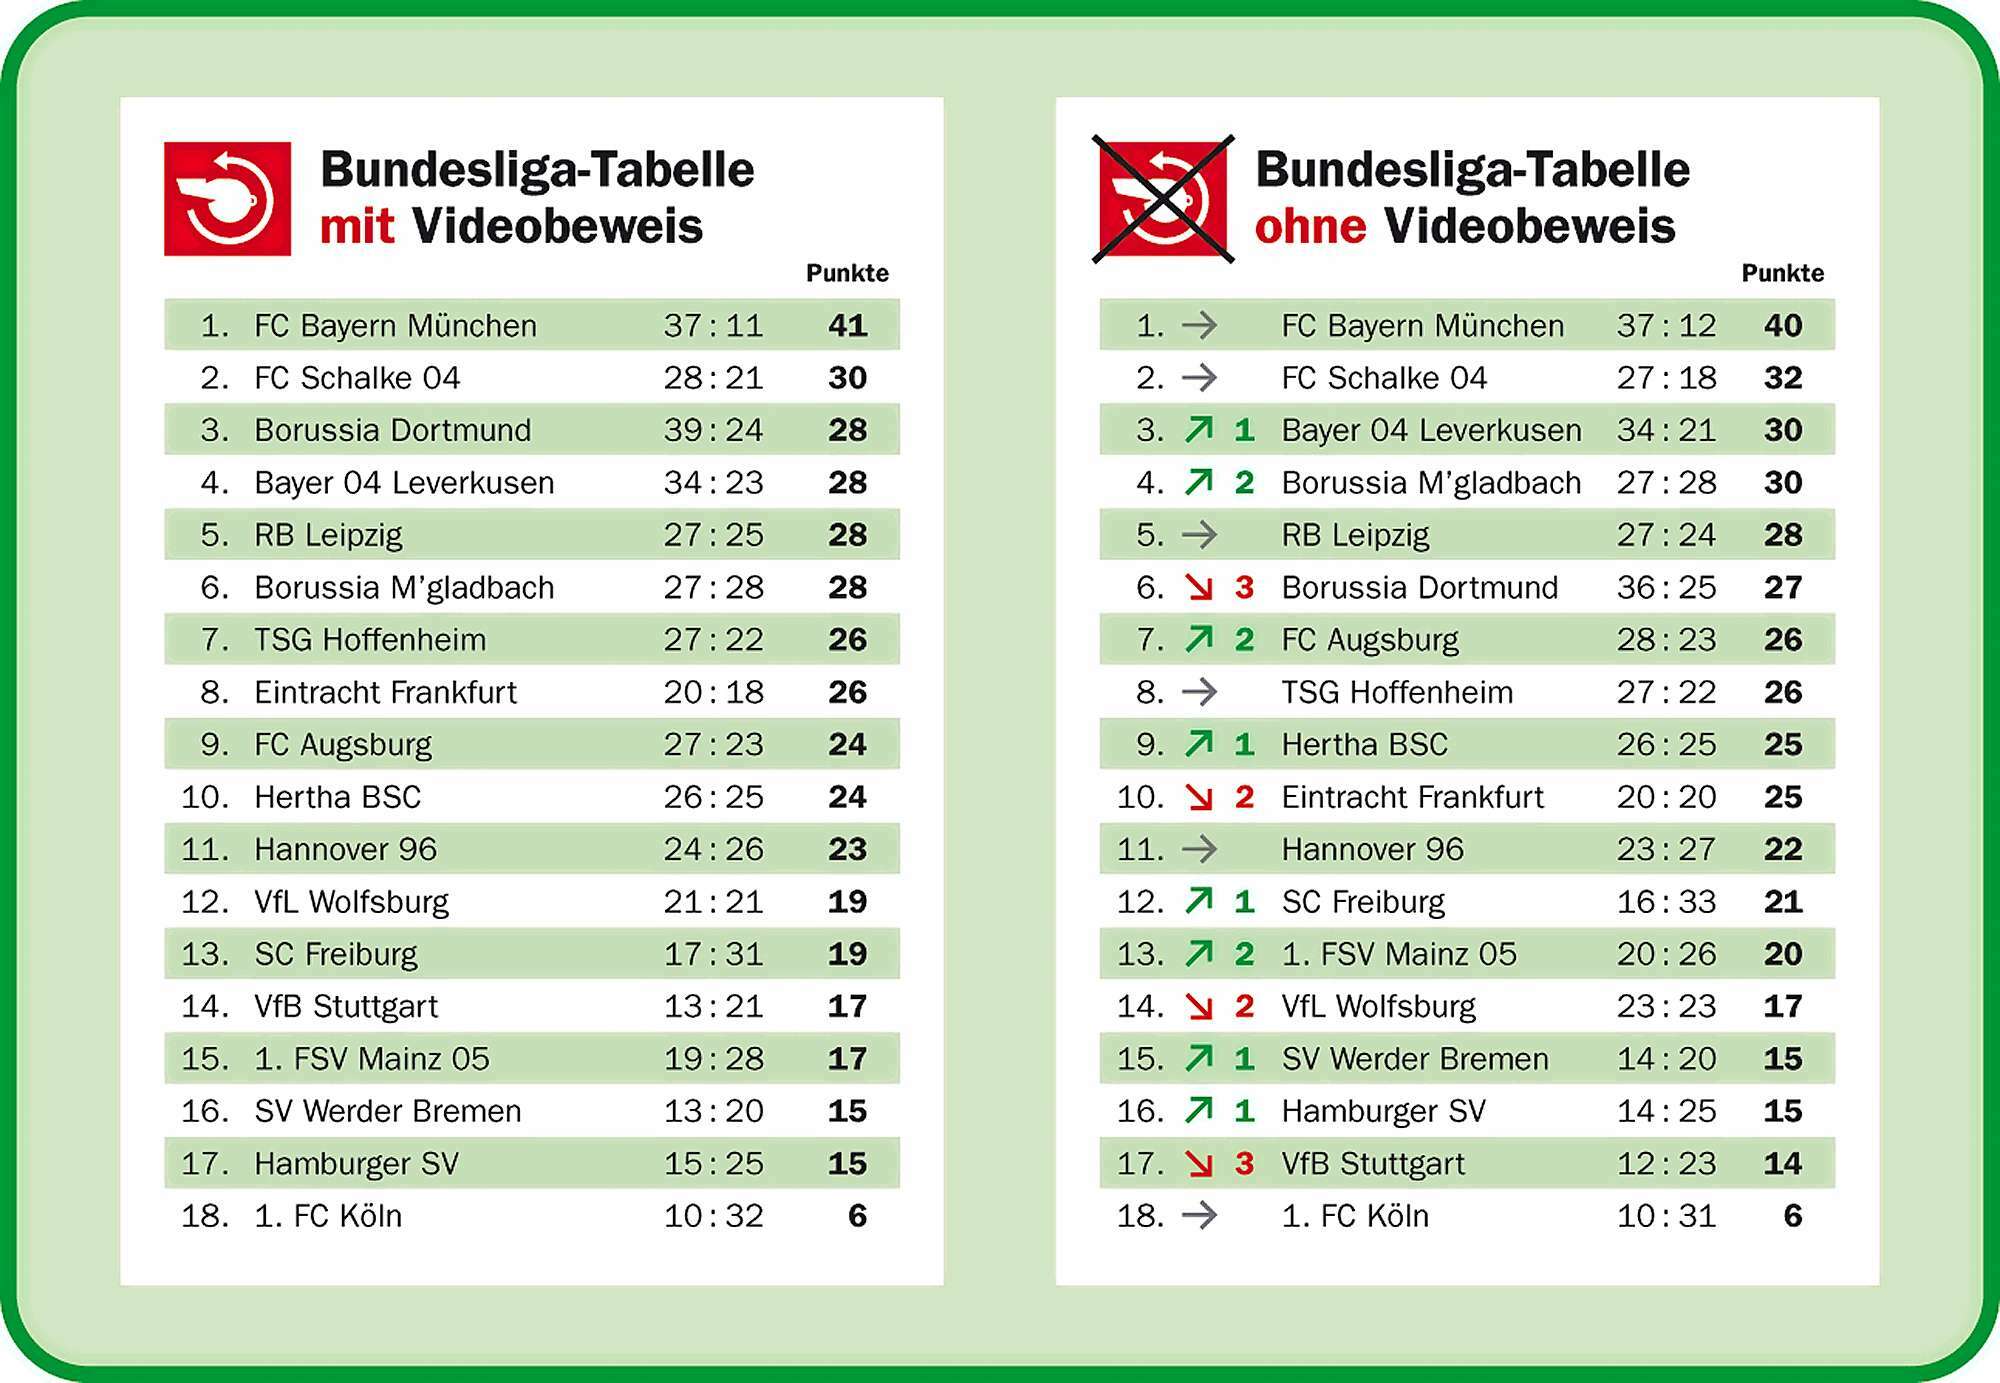 Bundesliga-Tabelle
mit Videobeweis
Punkte
1. FC Bayern München 37 : 11 41
2. FC Schalke 04 28 : 21 30
3. Borussia Dortmund 39 : 24 28
4. Bayer 04 Leverkusen 34 : 23 28
5. RB Leipzig 27 : 25 28
6. Borussia M'gladbach 27 : 28 28
7. TSG Hoffenheim 27 : 22 26
8. Eintracht Frankfurt 20 : 18 26
9. FC Augsburg 27 : 23 24
10. Hertha BSC 26 : 25 24
11. Hannover 96 24 : 26 23
12. VfL Wolfsburg 21 : 21 19
13. SC Freiburg 17 : 31 19
14. VfB Stuttgart 13 : 21 17
15. 1. FSV Mainz 05 19 : 28 17
16. SV Werder Bremen 13 : 20 15
17. Hamburger SV 15 : 25 15
18. 1. FC Köln 10 : 32 6
Bundesliga-Tabelle
ohne Videobeweis
Punkte
1. → FC Bayern München 37 : 12 40
2. → FC Schalke 04 27 : 18 32
3. ↗ 1 Bayer 04 Leverkusen 34 : 21 30
4. ↗ 2 Borussia M'gladbach 27 : 28 30
5. → RB Leipzig 27 : 24 28
6. ↘ 3 Borussia Dortmund 36 : 25 27
7. ↗ 2 FC Augsburg 28 : 23 26
8. → TSG Hoffenheim 27 : 22 26
9. ↗ 1 Hertha BSC 26 : 25 25
10. ↘ 2 Eintracht Frankfurt 20 : 20 25
11. → Hannover 96 23 : 27 22
12. ↗ 1 SC Freiburg 16 : 33 21
13. ↗ 2 1. FSV Mainz 05 20 : 26 20
14. ↘ 2 VfL Wolfsburg 23 : 23 17
15. ↗ 1 SV Werder Bremen 14 : 20 15
16. ↗ 1 Hamburger SV 14 : 25 15
17. ↘ 3 VfB Stuttgart 12 : 23 14
18. → 1. FC Köln 10 : 31 6